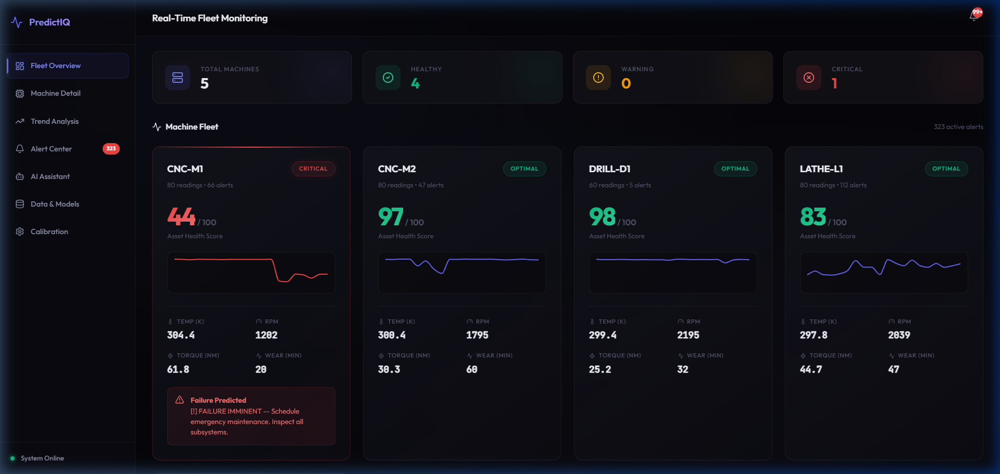 PredictIQ
Real-Time Fleet Monitoring
99+
Fleet Overview
Machine Detail
Trend Analysis
Alert Center 323
AI Assistant
Data & Models
Calibration
System Online
TOTAL MACHINES
5
HEALTHY
4
WARNING
0
CRITICAL
1
Machine Fleet
323 active alerts
CNC-M1 CRITICAL
80 readings • 66 alerts
44 / 100
Asset Health Score
TEMP (K) RPM
304.4 1202
TORQUE (NM) WEAR (MIN)
61.8 20
Failure Predicted
[!] FAILURE IMMINENT -- Schedule
emergency maintenance. Inspect all
subsystems.
CNC-M2 OPTIMAL
80 readings • 47 alerts
97 / 100
Asset Health Score
TEMP (K) RPM
300.4 1795
TORQUE (NM) WEAR (MIN)
30.3 60
DRILL-D1 OPTIMAL
60 readings • 5 alerts
98 / 100
Asset Health Score
TEMP (K) RPM
299.4 2195
TORQUE (NM) WEAR (MIN)
25.2 32
LATHE-L1 OPTIMAL
80 readings • 112 alerts
83 / 100
Asset Health Score
TEMP (K) RPM
297.8 2039
TORQUE (NM) WEAR (MIN)
44.7 47